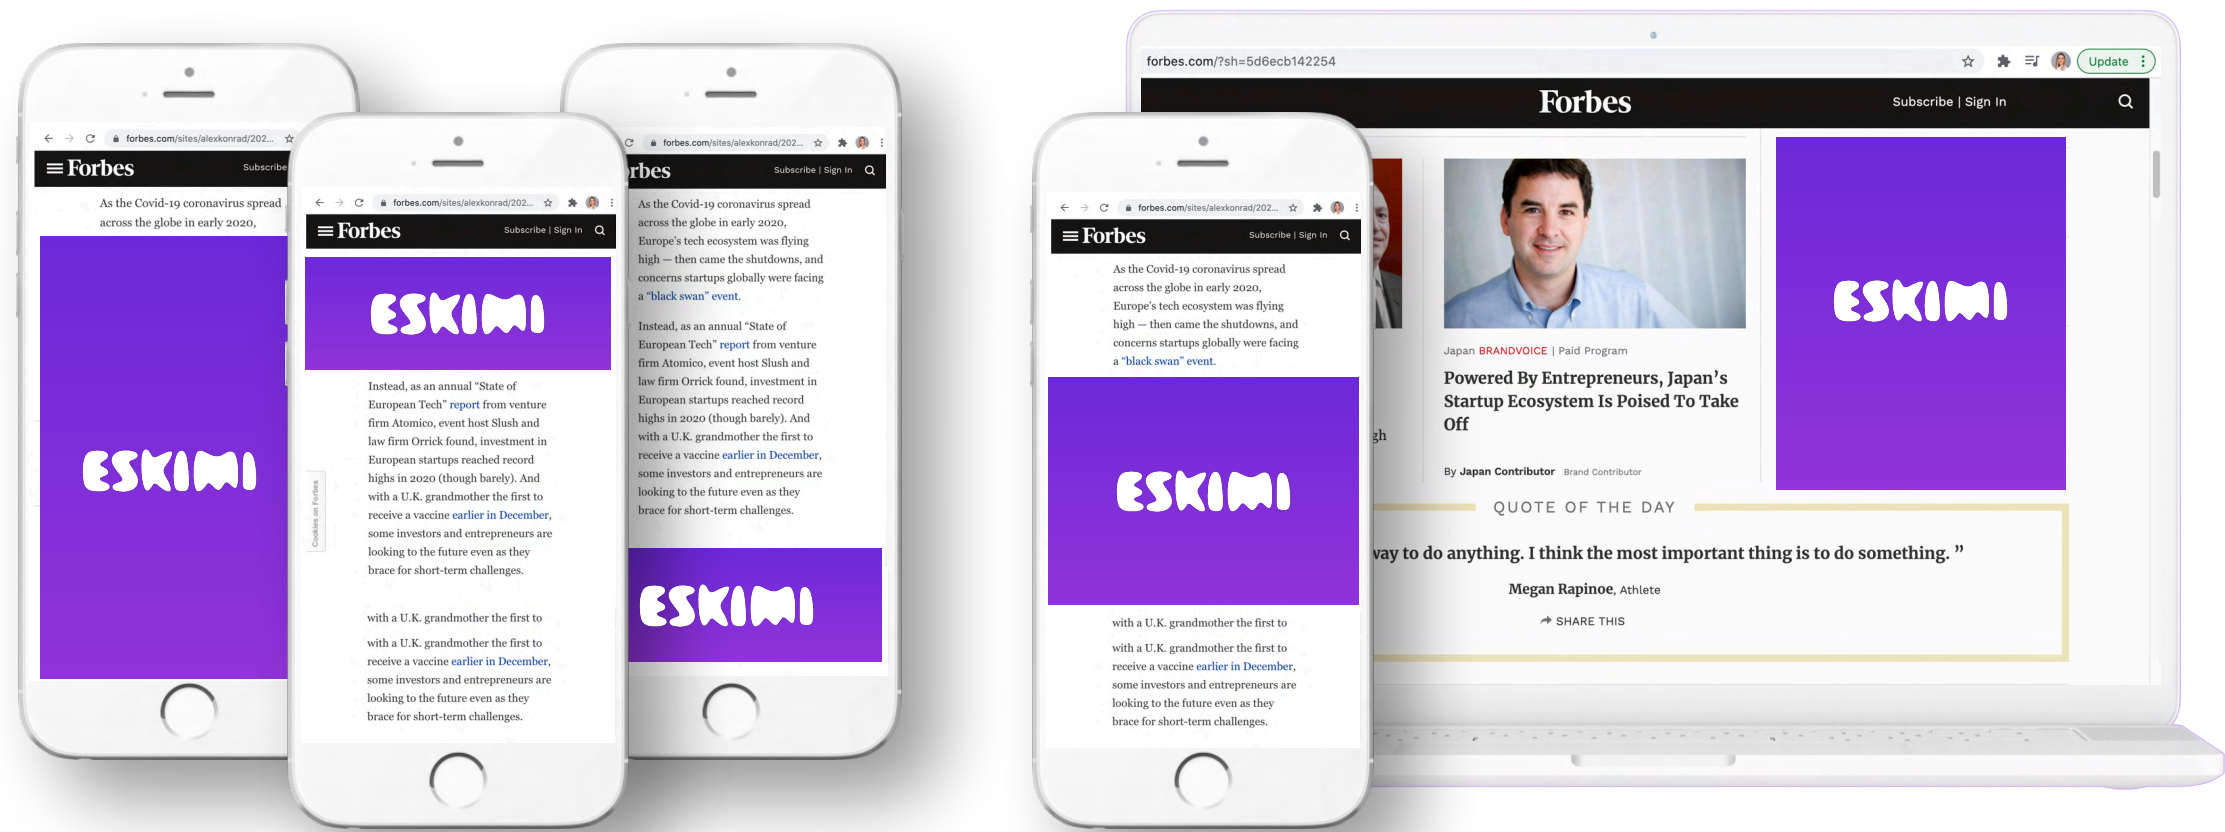 forbes.com/sites/alexkonrad/202...
Forbes
Subscribe
As the Covid-19 coronavirus spread
across the globe in early 2020,
ESKIMI
forbes.com/sites/alexkonrad/202...
Forbes
Subscribe | Sign In
ESKIMI
Instead, as an annual “State of
European Tech” report from venture
firm Atomico, event host Slush and
law firm Orrick found, investment in
European startups reached record
highs in 2020 (though barely). And
with a U.K. grandmother the first to
receive a vaccine earlier in December,
some investors and entrepreneurs are
looking to the future even as they
brace for short-term challenges.
Cookies on Forbes
with a U.K. grandmother the first to
with a U.K. grandmother the first to
receive a vaccine earlier in December,
some investors and entrepreneurs are
looking to the future even as they
brace for short-term challenges.
forbes.com/sites/alexkonrad/202...
rbes
Subscribe | Sign In
As the Covid-19 coronavirus spread
across the globe in early 2020,
Europe’s tech ecosystem was flying
high — then came the shutdowns, and
concerns startups globally were facing
a “black swan” event.
Instead, as an annual “State of
European Tech” report from venture
firm Atomico, event host Slush and
law firm Orrick found, investment in
European startups reached record
highs in 2020 (though barely). And
with a U.K. grandmother the first to
receive a vaccine earlier in December,
some investors and entrepreneurs are
looking to the future even as they
brace for short-term challenges.
ESKIMI
forbes.com/sites/alexkonrad/202...
Forbes
Subscribe | Sign In
As the Covid-19 coronavirus spread
across the globe in early 2020,
Europe’s tech ecosystem was flying
high — then came the shutdowns, and
concerns startups globally were facing
a “black swan” event.
ESKIMI
with a U.K. grandmother the first to
with a U.K. grandmother the first to
receive a vaccine earlier in December,
some investors and entrepreneurs are
looking to the future even as they
brace for short-term challenges.
forbes.com/?sh=5d6ecb142254
Update
Forbes
Subscribe | Sign In
Japan BRANDVOICE | Paid Program
Powered By Entrepreneurs, Japan’s
Startup Ecosystem Is Poised To Take
Off
gh
By Japan Contributor Brand Contributor
ESKIMI
QUOTE OF THE DAY
way to do anything. I think the most important thing is to do something. ”
Megan Rapinoe, Athlete
SHARE THIS